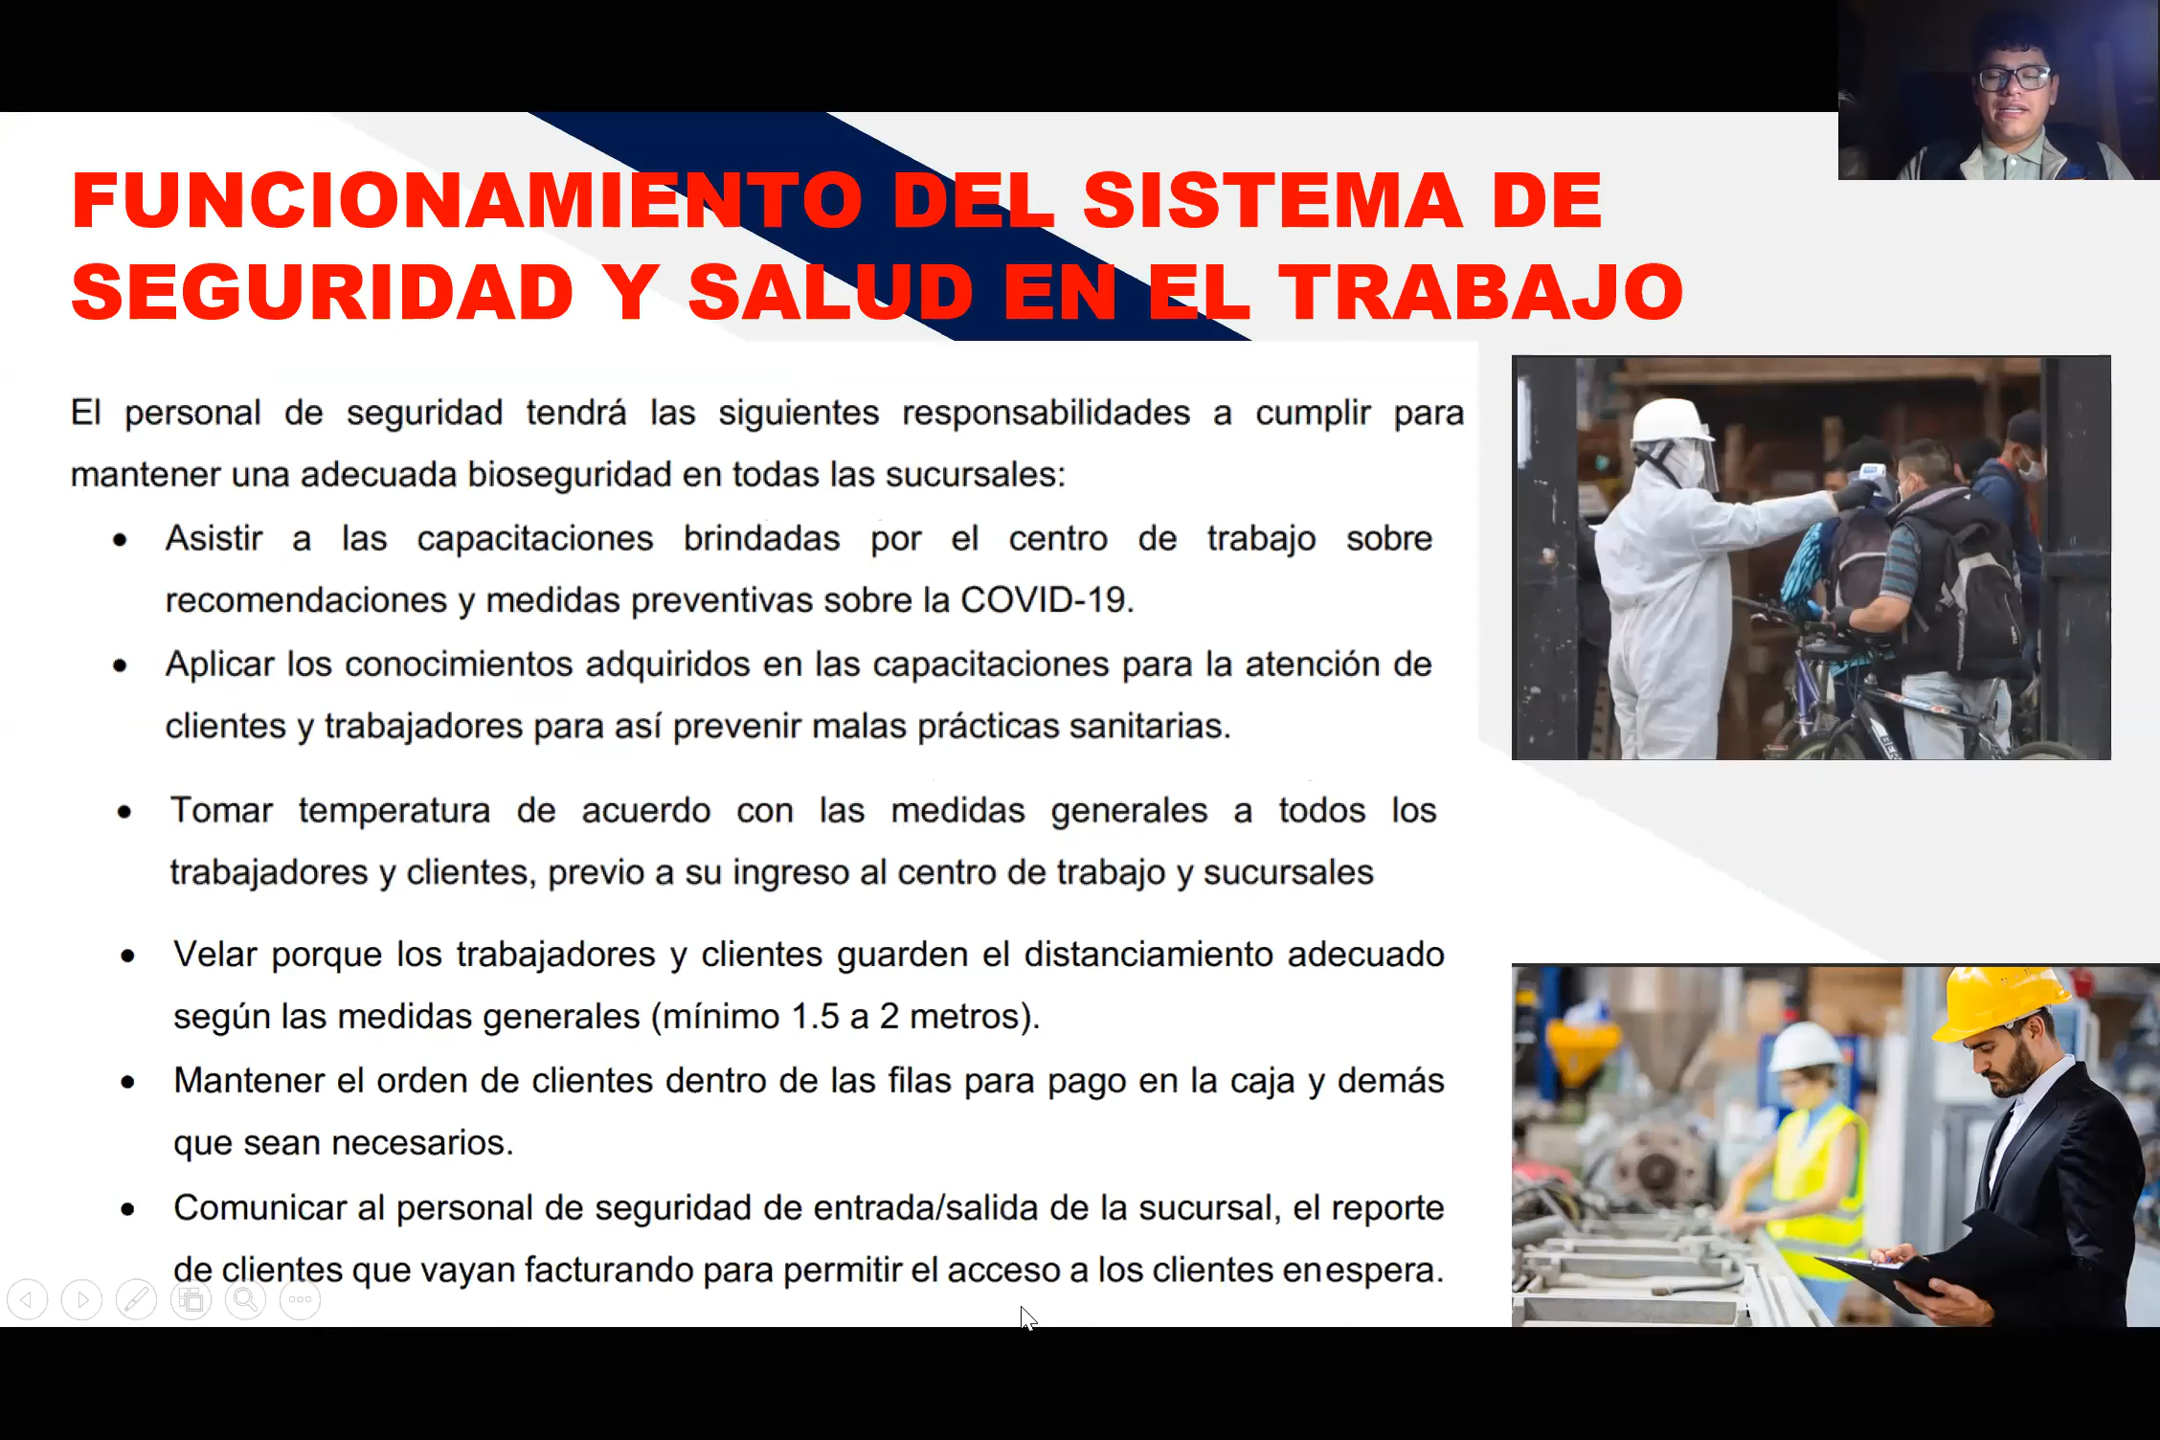 FUNCIONAMIENTO DEL SISTEMA DE
SEGURIDAD Y SALUD EN EL TRABAJO
El personal de seguridad tendrá las siguientes responsabilidades a cumplir para
mantener una adecuada bioseguridad en todas las sucursales:
• Asistir a las capacitaciones brindadas por el centro de trabajo sobre
recomendaciones y medidas preventivas sobre la COVID-19.
• Aplicar los conocimientos adquiridos en las capacitaciones para la atención de
clientes y trabajadores para así prevenir malas prácticas sanitarias.
• Tomar temperatura de acuerdo con las medidas generales a todos los
trabajadores y clientes, previo a su ingreso al centro de trabajo y sucursales
• Velar porque los trabajadores y clientes guarden el distanciamiento adecuado
según las medidas generales (mínimo 1.5 a 2 metros).
• Mantener el orden de clientes dentro de las filas para pago en la caja y demás
que sean necesarios.
• Comunicar al personal de seguridad de entrada/salida de la sucursal, el reporte
de clientes que vayan facturando para permitir el acceso a los clientes enespera.